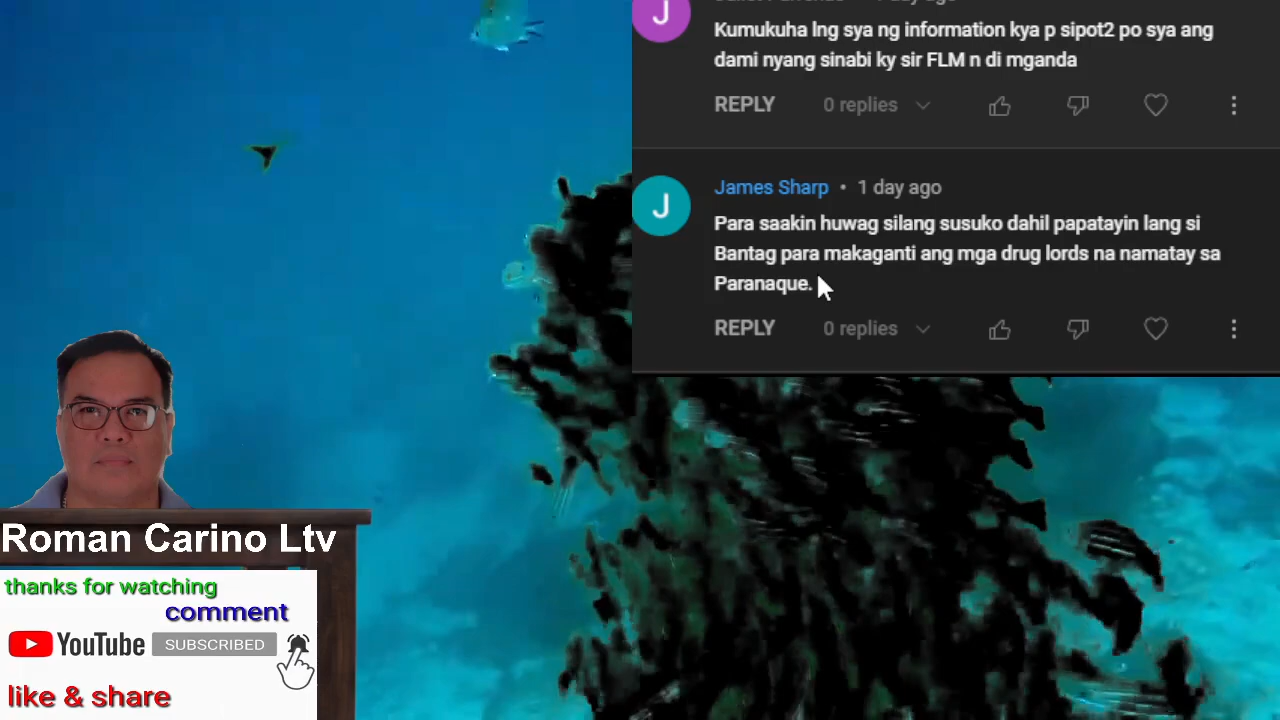 J
Kumukuha lng sya ng information kya p sipot2 po sya ang
dami nyang sinabi ky sir FLM n di mganda
REPLY 0 replies
J
James Sharp • 1 day ago
Para saakin huwag silang susuko dahil papatayin lang si
Bantag para makaganti ang mga drug lords na namatay sa
Paranaque.
REPLY 0 replies
Roman Carino Ltv
thanks for watching
comment
YouTube SUBSCRIBED
like & share